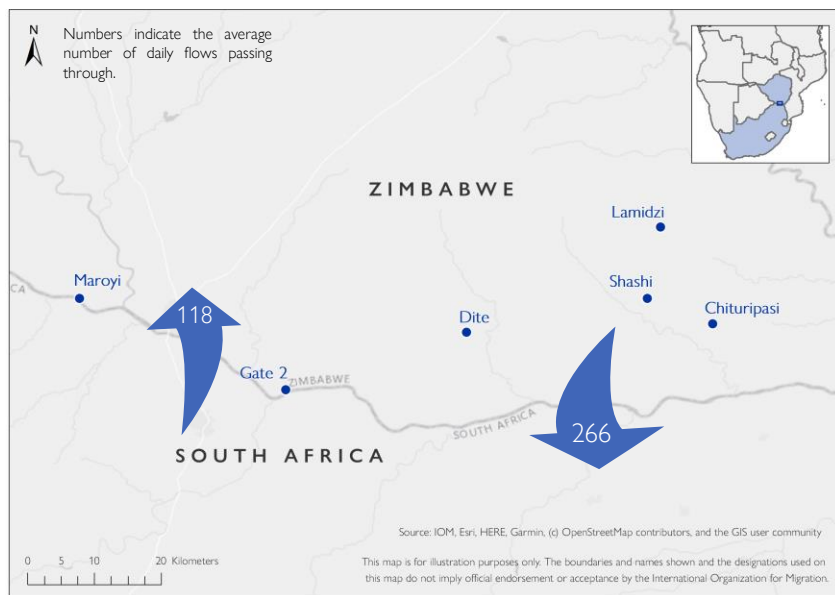 N
Numbers indicate the average
number of daily flows passing
through.
ZIMBABWE
Lamidzi
Maroyi
Shashi
CA
118
Chituripasi
Dite
Gate 2
ZIMBABWE
SOUTH AFRICA
266
SOUTH AFRICA
Source: IOM, Esri, HERE, Garmin, (c) OpenStreetMap contributors, and the GIS user community
0 5 10 20 Kilometers
This map is for illustration purposes only. The boundaries and names shown and the designations used on
this map do not imply official endorsement or acceptance by the International Organization for Migration.